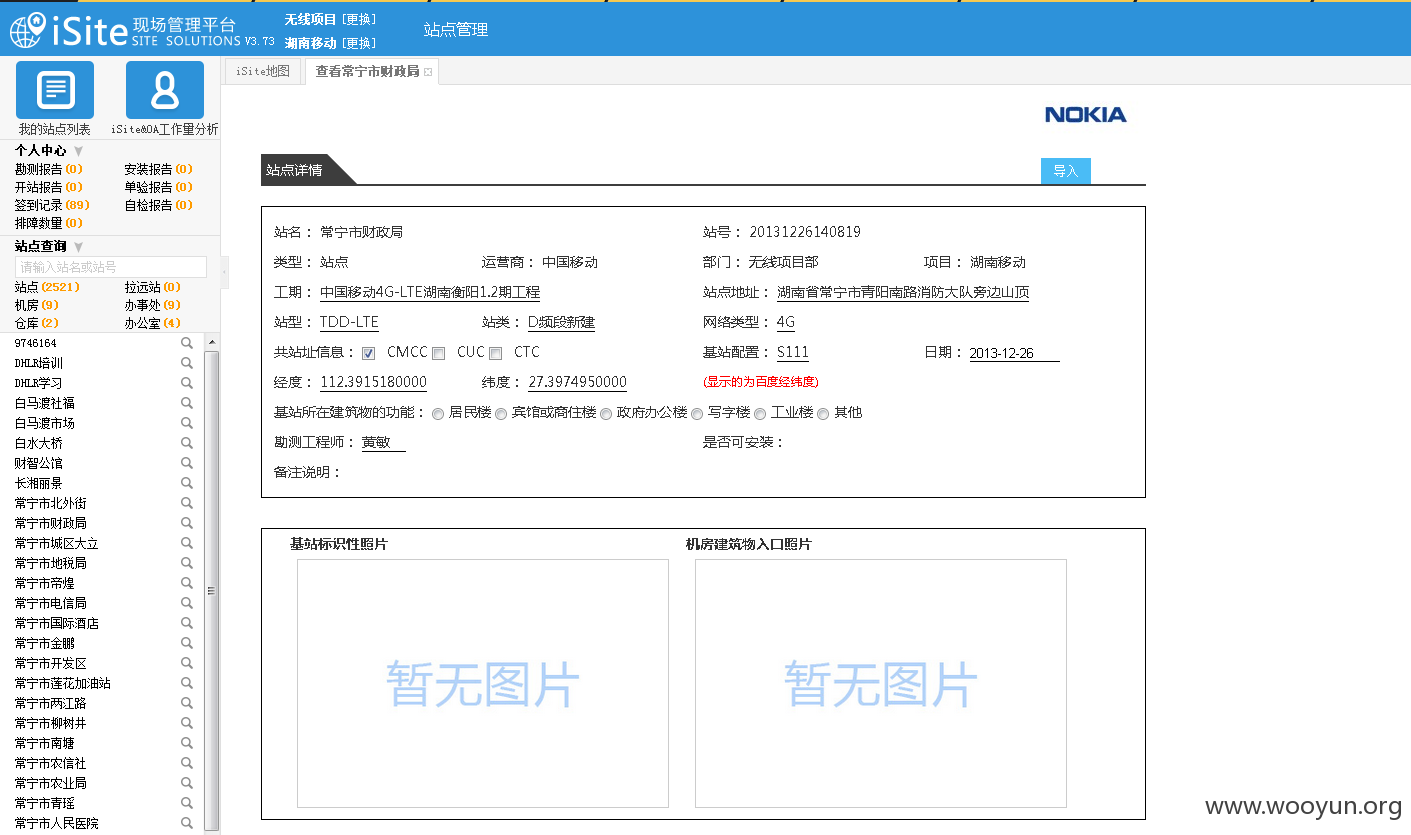 iSite 现场管理平台
SITE SOLUTIONS V3.73
无线项目 [更换]
湖南移动 [更换]
站点管理
我的站点列表
iSite&OA工作量分析
iSite地图
查看常宁市财政局
NOKIA
个人中心
勘测报告(0) 安装报告(0)
开站报告(0) 单验报告(0)
签到记录(89) 自检报告(0)
排障数量(0)
站点查询
请输入站名或站号
站点(2521) 拉远站(0)
机房(9) 办事处(9)
仓库(2) 办公室(4)
9746164
DHLR培训
DHLR学习
白马渡社福
白马渡市场
白水大桥
财智公馆
长湘丽景
常宁市北外街
常宁市财政局
常宁市城区大立
常宁市地税局
常宁市帝煌
常宁市电信局
常宁市国际酒店
常宁市金鹏
常宁市开发区
常宁市莲花加油站
常宁市两江路
常宁市柳树井
常宁市南塘
常宁市农信社
常宁市农业局
常宁市青瑶
常宁市人民医院
站点详情
导入
站名： 常宁市财政局 站号： 20131226140819
类型： 站点 运营商： 中国移动 部门： 无线项目部 项目： 湖南移动
工期： 中国移动4G-LTE湖南衡阳1.2期工程 站点地址： 湖南省常宁市青阳南路消防大队旁边山顶
站型： TDD-LTE 站类： D频段新建 网络类型： 4G
共站址信息： CMCC CUC CTC 基站配置： S111 日期： 2013-12-26
经度： 112.3915180000 纬度： 27.3974950000 (显示的为百度经纬度)
基站所在建筑物的功能： 居民楼 宾馆或商住楼 政府办公楼 写字楼 工业楼 其他
勘测工程师： 黄敏 是否可安装：
备注说明：
基站标识性照片 机房建筑物入口照片
暂无图片 暂无图片
www.wooyun.org